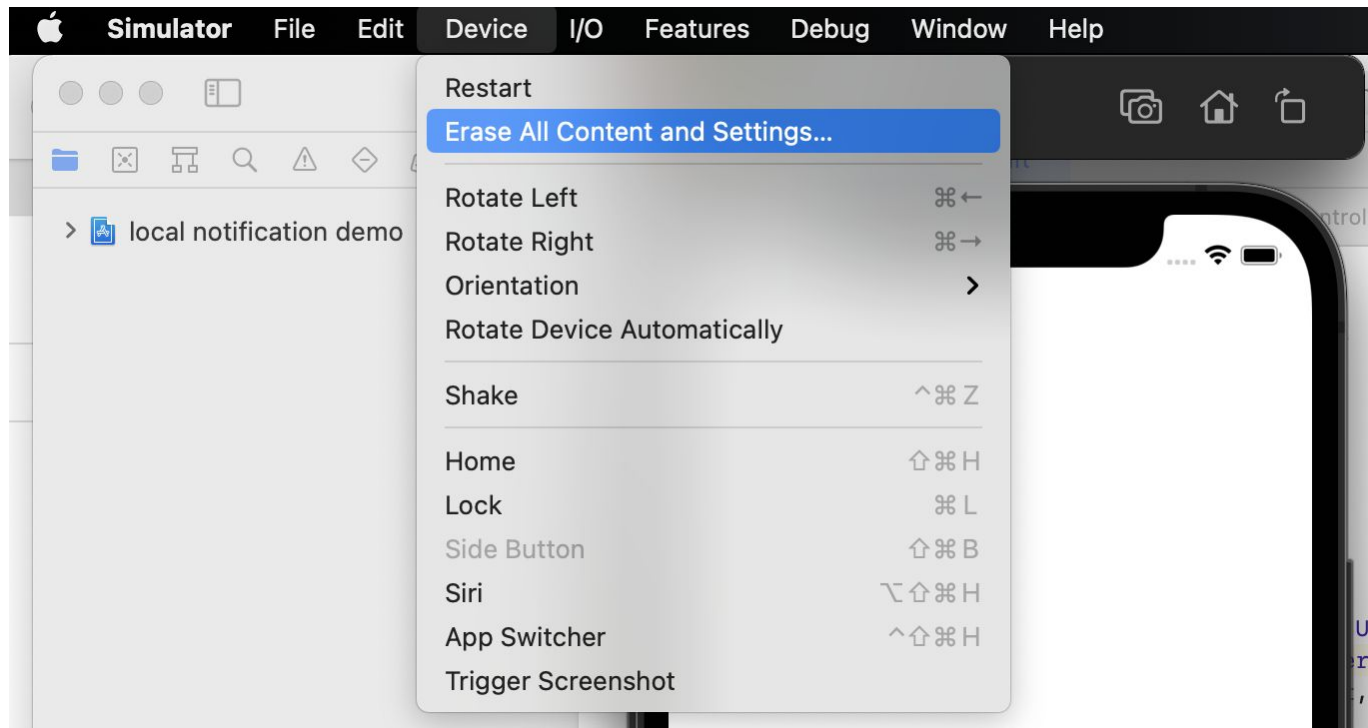 Simulator File Edit Device I/O Features Debug Window Help
Restart
Erase All Content and Settings...
Rotate Left ⌘←
Rotate Right ⌘→
Orientation
Rotate Device Automatically
Shake ^⌘Z
Home ⇧⌘H
Lock ⌘L
Side Button ⇧⌘B
Siri ⌥⇧⌘H
App Switcher ^⇧⌘H
Trigger Screenshot
local notification demo